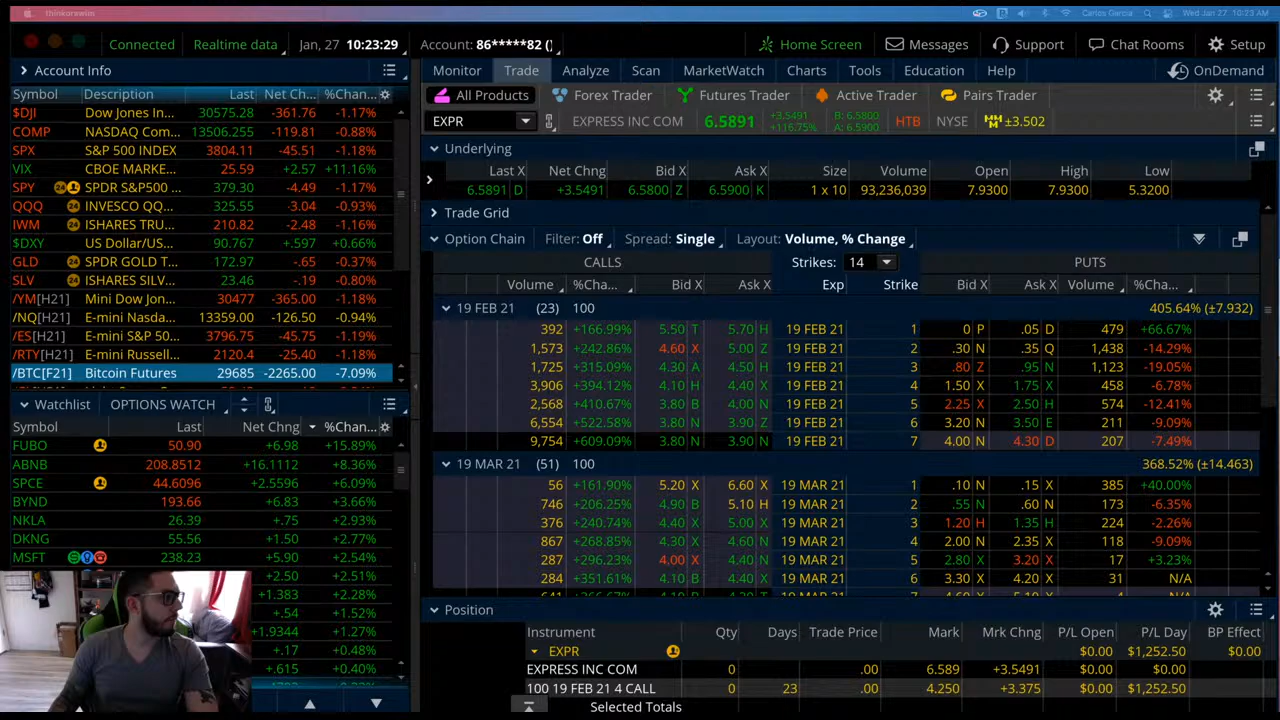 thinkorswim Carlos Garcia Wed Jan 27 10:23 AM
Connected Realtime data Jan, 27 10:23:29 Account: 86*****82 ( Home Screen Messages Support Chat Rooms Setup
Account Info
Symbol Description Last Net Ch... %Chan...
$DJI Dow Jones In... 30575.28 -361.76 -1.17%
COMP NASDAQ Com... 13506.255 -119.81 -0.88%
SPX S&P 500 INDEX 3804.11 -45.51 -1.18%
VIX CBOE MARKE... 25.59 +2.57 +11.16%
SPY 24 SPDR S&P500 ... 379.30 -4.49 -1.17%
QQQ 24 INVESCO QQ... 325.55 -3.04 -0.93%
IWM 24 ISHARES TRU... 210.82 -2.48 -1.16%
$DXY US Dollar/US... 90.767 +.597 +0.66%
GLD 24 SPDR GOLD T... 172.97 -.65 -0.37%
SLV 24 ISHARES SILV... 23.46 -.19 -0.80%
/YM[H21] Mini Dow Jon... 30477 -365.00 -1.18%
/NQ[H21] E-mini Nasda... 13359.00 -126.50 -0.94%
/ES[H21] E-mini S&P 50... 3796.75 -45.75 -1.19%
/RTY[H21] E-mini Russell... 2120.4 -25.40 -1.18%
/BTC[F21] Bitcoin Futures 29685 -2265.00 -7.09%
Watchlist OPTIONS WATCH
Symbol Last Net Chng %Chan...
FUBO 50.90 +6.98 +15.89%
ABNB 208.8512 +16.1112 +8.36%
SPCE 44.6096 +2.5596 +6.09%
BYND 193.66 +6.83 +3.66%
NKLA 26.39 +.75 +2.93%
DKNG 55.56 +1.50 +2.77%
MSFT 238.23 +5.90 +2.54%
+2.50 +2.51%
+1.383 +2.28%
+.54 +1.52%
+1.9344 +1.27%
+.17 +0.48%
+.615 +0.40%
Monitor Trade Analyze Scan MarketWatch Charts Tools Education Help OnDemand
All Products Forex Trader Futures Trader Active Trader Pairs Trader
EXPR EXPRESS INC COM 6.5891 +3.5491 +116.75% B: 6.5800 A: 6.5900 HTB NYSE ±3.502
Underlying
Last X Net Chng Bid X Ask X Size Volume Open High Low
6.5891 D +3.5491 6.5800 Z 6.5900 K 1 x 10 93,236,039 7.9300 7.9300 5.3200
Trade Grid
Option Chain Filter: Off Spread: Single Layout: Volume, % Change
CALLS Strikes: 14 PUTS
Volume %Cha... Bid X Ask X Exp Strike Bid X Ask X Volume %Cha...
19 FEB 21 (23) 100 405.64% (±7.932)
392 +166.99% 5.50 T 5.70 H 19 FEB 21 1 0 P .05 D 479 +66.67%
1,573 +242.86% 4.60 X 5.00 Z 19 FEB 21 2 .30 N .35 Q 1,438 -14.29%
1,725 +315.09% 4.30 A 4.50 H 19 FEB 21 3 .80 Z .95 N 1,123 -19.05%
3,906 +394.12% 4.10 H 4.40 X 19 FEB 21 4 1.50 X 1.75 X 458 -6.78%
2,568 +410.67% 3.80 B 4.00 N 19 FEB 21 5 2.25 X 2.50 H 574 -12.41%
6,554 +522.58% 3.80 N 3.90 Z 19 FEB 21 6 3.20 N 3.50 E 211 -9.09%
9,754 +609.09% 3.80 N 3.90 N 19 FEB 21 7 4.00 N 4.30 D 207 -7.49%
19 MAR 21 (51) 100 368.52% (±14.463)
56 +161.90% 5.20 X 6.60 X 19 MAR 21 1 .10 N .15 X 385 +40.00%
746 +206.25% 4.90 B 5.10 H 19 MAR 21 2 .55 N .60 N 173 -6.35%
376 +240.74% 4.40 X 5.00 X 19 MAR 21 3 1.20 H 1.35 H 224 -2.26%
867 +268.85% 4.30 X 4.60 N 19 MAR 21 4 2.00 N 2.35 X 118 -9.09%
287 +296.23% 4.00 X 4.40 X 19 MAR 21 5 2.80 X 3.20 X 17 +3.23%
284 +351.61% 4.10 B 4.40 X 19 MAR 21 6 3.30 X 4.20 X 31 N/A
Position
Instrument Qty Days Trade Price Mark Mrk Chng P/L Open P/L Day BP Effect
EXPR $0.00 $1,252.50 $0.00
EXPRESS INC COM 0 .00 6.589 +3.5491 $0.00 $0.00
100 19 FEB 21 4 CALL 0 23 .00 4.250 +3.375 $0.00 $1,252.50
Selected Totals